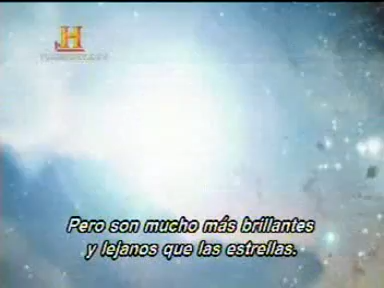 H
Pero son mucho más brillantes
y lejanos que las estrellas.